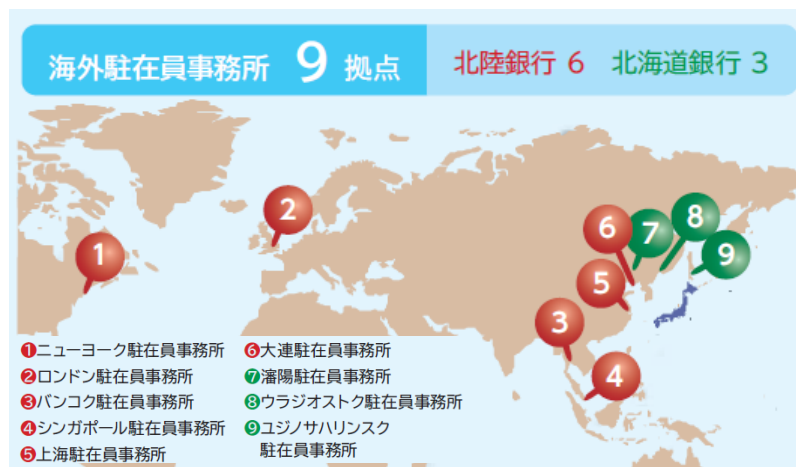 海外駐在員事務所 9 拠点 北陸銀行 6 北海道銀行 3
1
2
3
4
5
6
7
8
9
❶ニューヨーク駐在員事務所
❷ロンドン駐在員事務所
❸バンコク駐在員事務所
❹シンガポール駐在員事務所
❺上海駐在員事務所
❻大連駐在員事務所
❼瀋陽駐在員事務所
❽ウラジオストク駐在員事務所
❾ユジノサハリンスク
駐在員事務所